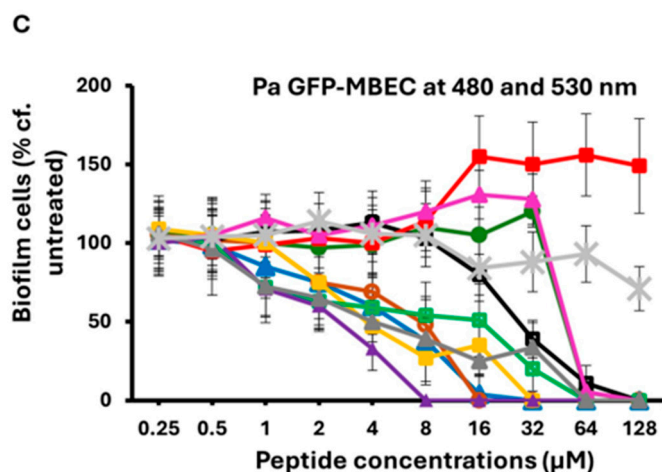 C
Pa GFP-MBEC at 480 and 530 nm
Biofilm cells (% cf.
untreated)
200
150
100
50
0
0.25 0.5 1 2 4 8 16 32 64 128
Peptide concentrations (µM)